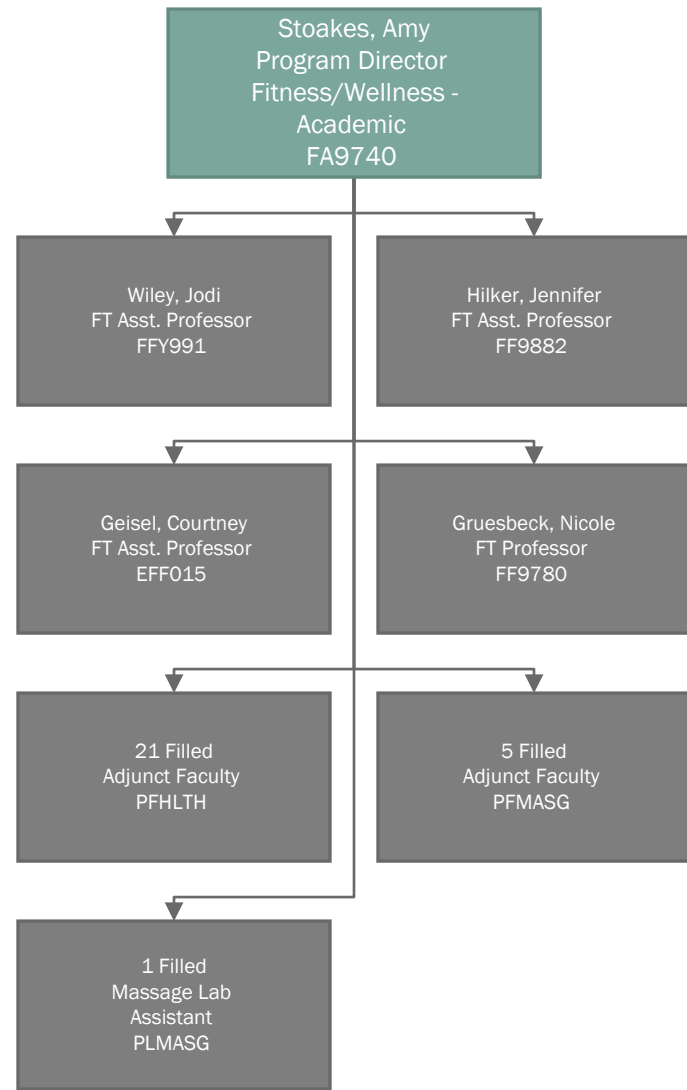 Stoakes, Amy
Program Director
Fitness/Wellness -
Academic
FA9740
Wiley, Jodi
FT Asst. Professor
FFY991
Hilker, Jennifer
FT Asst. Professor
FF9882
Geisel, Courtney
FT Asst. Professor
EFF015
Gruesbeck, Nicole
FT Professor
FF9780
21 Filled
Adjunct Faculty
PFHLTH
5 Filled
Adjunct Faculty
PFMASG
1 Filled
Massage Lab
Assistant
PLMASG